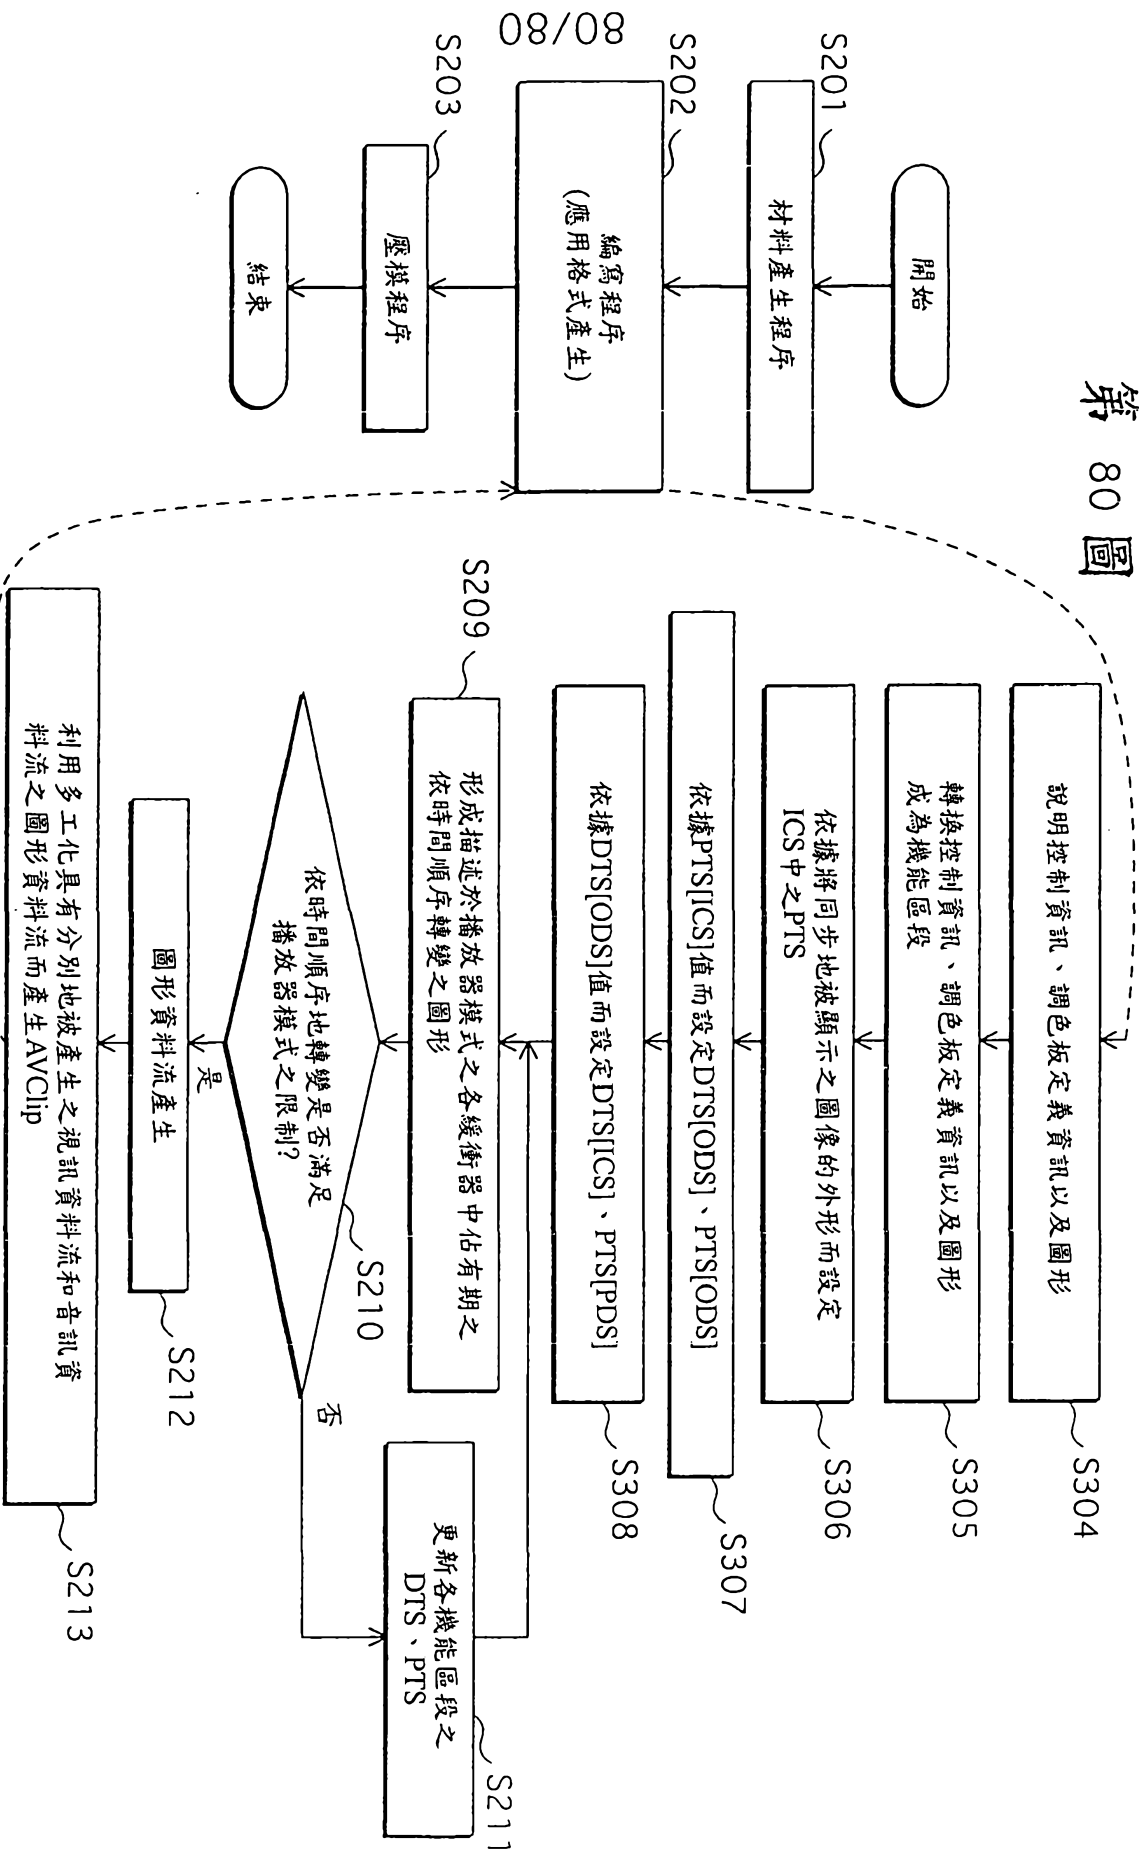 80/80
第 80 圖
開始
材料產生程序
S201
編寫程序
(應用格式產生)
S202
壓模程序
S203
結束
說明控制資訊、調色板定義資訊以及圖形
S304
轉換控制資訊、調色板定義資訊以及圖形
成為機能區段
S305
依據將同步地被顯示之圖像的外形而設定
ICS中之PTS
S306
依據PTS[ICS]值而設定DTS[ODS]、PTS[ODS]
S307
依據DTS[ODS]值而設定DTS[ICS]、PTS[PDS]
S308
形成描述於播放器模式之各緩衝器中佔有期之
依時間順序轉變之圖形
S209
依時間順序地轉變是否滿足
播放器模式之限制?
S210
否
更新各機能區段之
DTS、PTS
S211
是
圖形資料流產生
S212
利用多工化具有分別地被產生之視訊資料流和音訊資
料流之圖形資料流而產生AVClip
S213